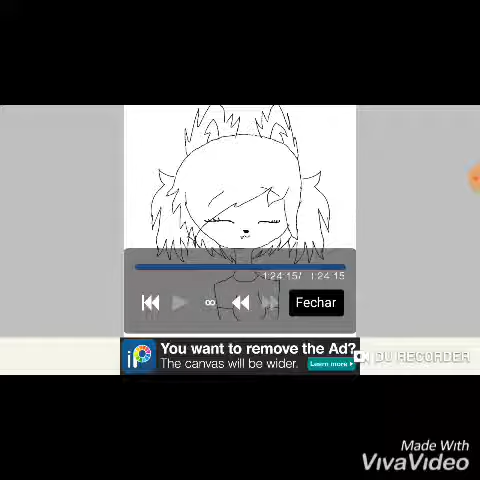 1:24:15/ 1:24:15
∞
Fechar
iP
You want to remove the Ad?
The canvas will be wider.
Learn more
DU RECORDER
Made With
VivaVideo